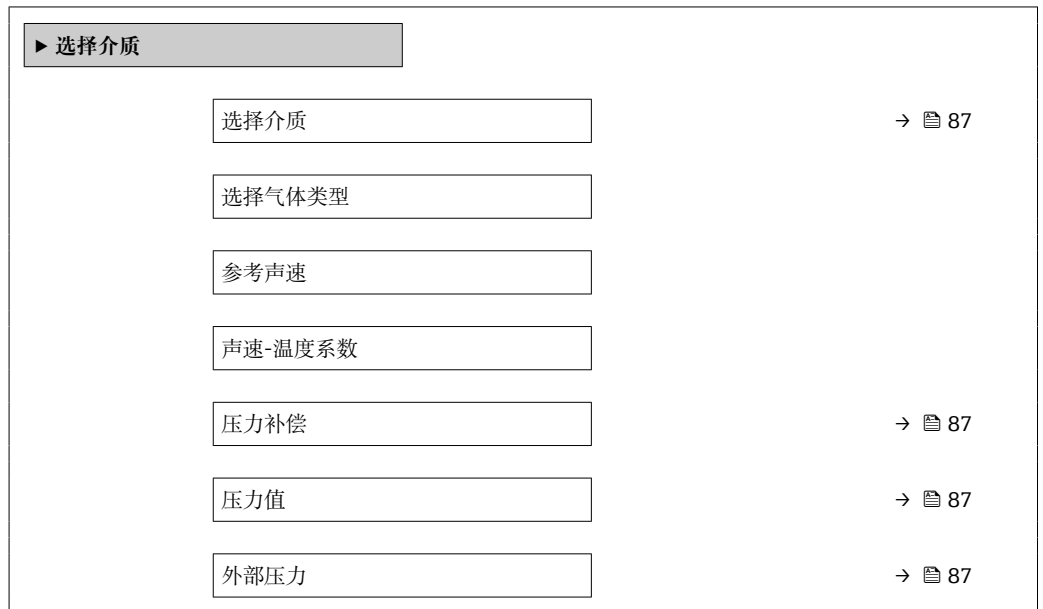 ▶ 选择介质
选择介质 → 🖹 87
选择气体类型
参考声速
声速-温度系数
压力补偿 → 🖹 87
压力值 → 🖹 87
外部压力 → 🖹 87